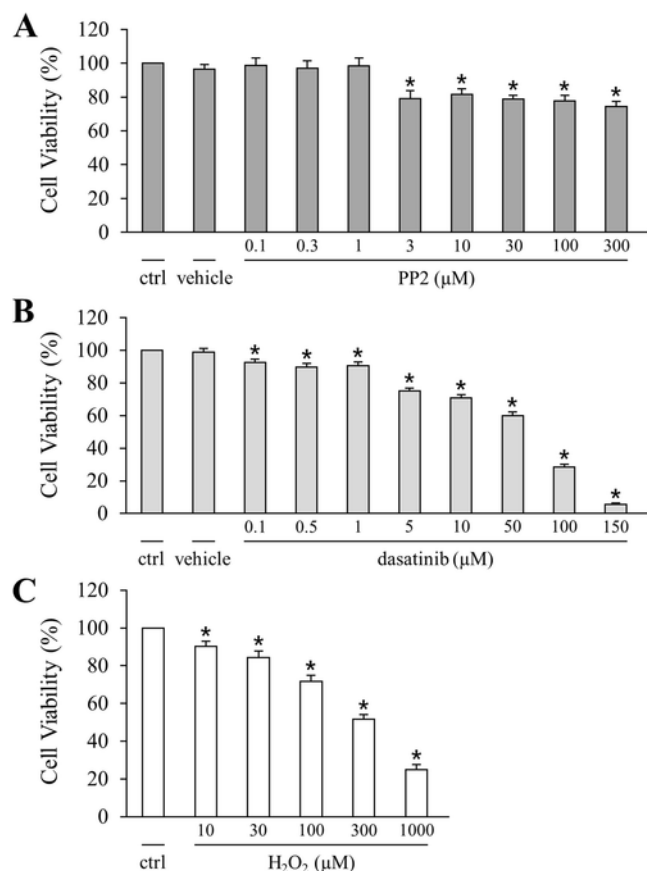 A
Cell Viability (%)
120
100
80
60
40
20
0
* * * * *
0.1 0.3 1 3 10 30 100 300
ctrl vehicle PP2 (µM)
B
Cell Viability (%)
120
100
80
60
40
20
0
* * * * * * * *
0.1 0.5 1 5 10 50 100 150
ctrl vehicle dasatinib (µM)
C
Cell Viability (%)
120
100
80
60
40
20
0
* * * * *
10 30 100 300 1000
ctrl H₂O₂ (µM)